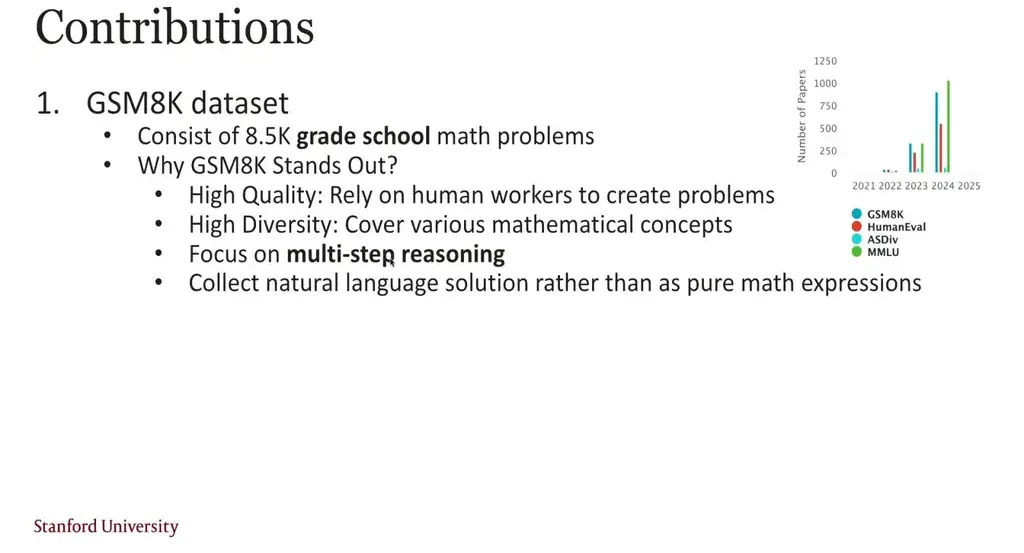 Contributions
1. GSM8K dataset
• Consist of 8.5K grade school math problems
• Why GSM8K Stands Out?
• High Quality: Rely on human workers to create problems
• High Diversity: Cover various mathematical concepts
• Focus on multi-step reasoning
• Collect natural language solution rather than as pure math expressions
Number of Papers
1250
1000
750
500
250
0
2021 2022 2023 2024 2025
GSM8K
HumanEval
ASDiv
MMLU
Stanford University